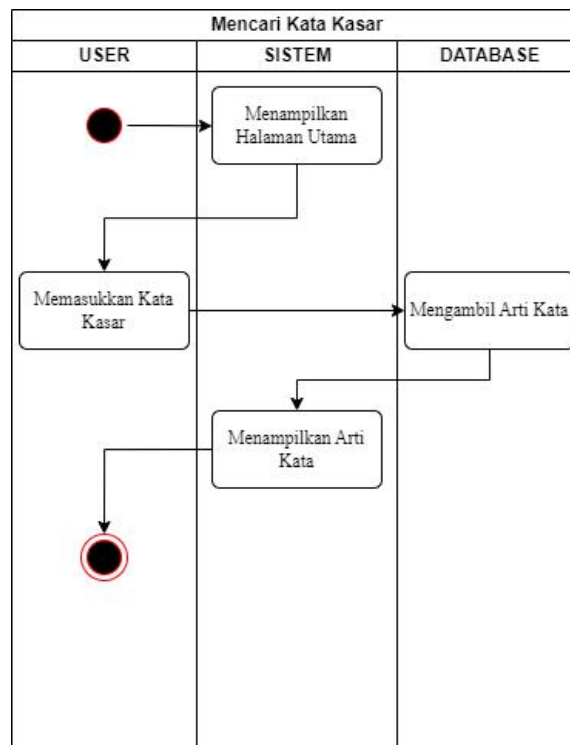 Mencari Kata Kasar
USER
SISTEM
DATABASE
Menampilkan
Halaman Utama
Memasukkan Kata
Kasar
Mengambil Arti Kata
Menampilkan Arti
Kata